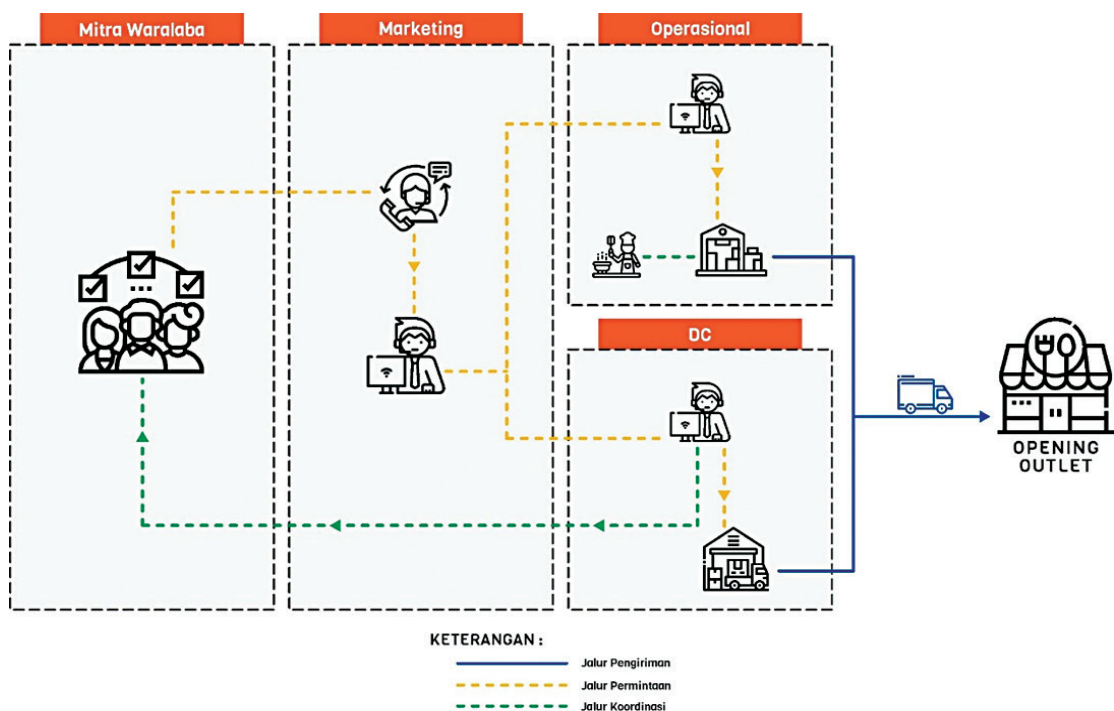 Mitra Waralaba
Marketing
Operasional
DC
OPENING
OUTLET
KETERANGAN :
Jalur Pengiriman
Jalur Permintaan
Jalur Koordinasi